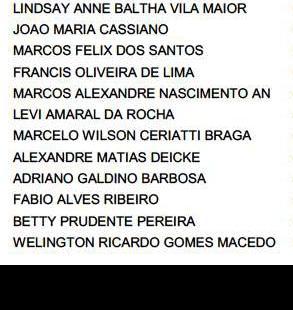 LINDSAY ANNE BALTHA VILA MAIOR
JOAO MARIA CASSIANO
MARCOS FELIX DOS SANTOS
FRANCIS OLIVEIRA DE LIMA
MARCOS ALEXANDRE NASCIMENTO AN
LEVI AMARAL DA ROCHA
MARCELO WILSON CERIATTI BRAGA
ALEXANDRE MATIAS DEICKE
ADRIANO GALDINO BARBOSA
FABIO ALVES RIBEIRO
BETTY PRUDENTE PEREIRA
WELINGTON RICARDO GOMES MACEDO